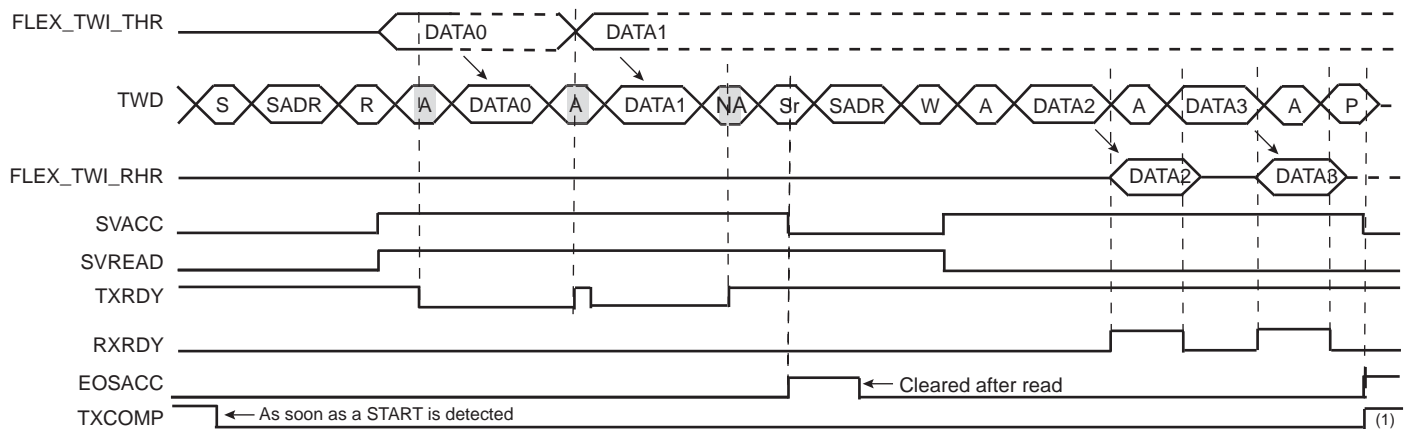 FLEX_TWI_THR DATA0 DATA1
TWD S SADR R A DATA0 A DATA1 NA Sr SADR W A DATA2 A DATA3 A P
FLEX_TWI_RHR DATA2 DATA3
SVACC
SVREAD
TXRDY
RXRDY
EOSACC Cleared after read
TXCOMP As soon as a START is detected (1)